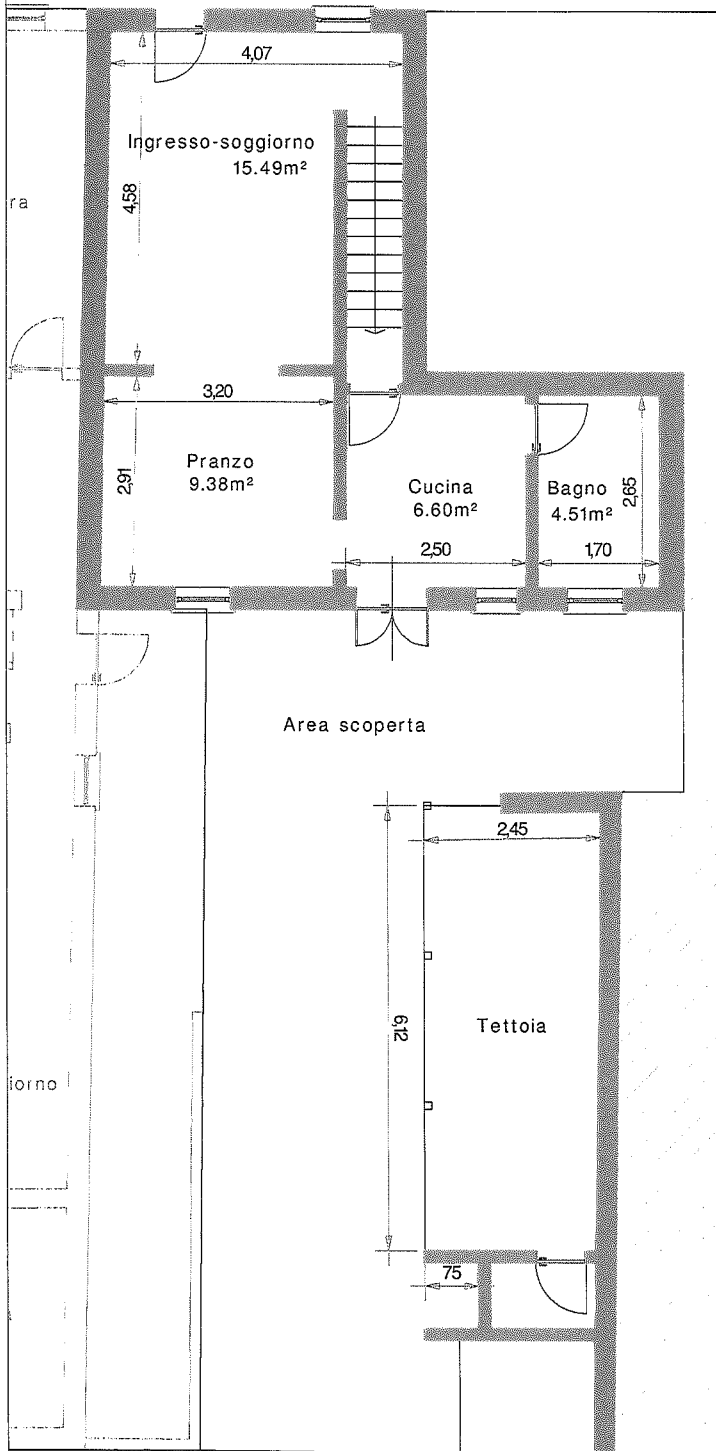 4,07
Ingresso-soggiorno
15.49m²
4,58
ra
3,20
Pranzo
9.38m²
2,91
Cucina
6.60m²
Bagno
4.51m²
2,65
2,50
1,70
Area scoperta
2,45
6,12
Tettoia
iorno
75